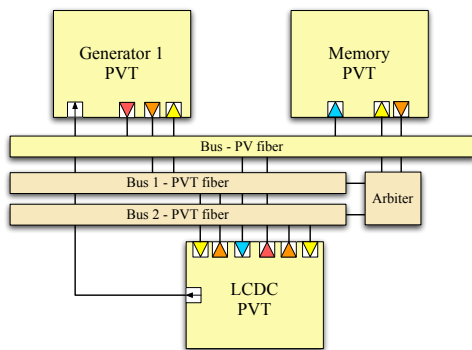 Generator 1
PVT
Memory
PVT
Bus - PV fiber
Bus 1 - PVT fiber
Arbiter
Bus 2 - PVT fiber
LCDC
PVT